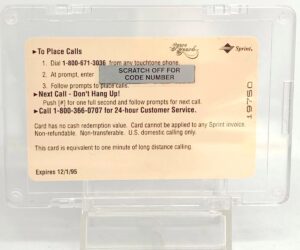 ▸To Place Calls
1. Dial 1-800-671-3036 from any touchtone phone.
2. At prompt, enter
SCRATCH OFF FOR
CODE NUMBER
3. Follow prompts to place calls.
▸Next Call - Don't Hang Up!
Push [#] for one full second and follow prompts for next call.
▸Call 1-800-366-0707 for 24-hour Customer Service.
Card has no cash redemption value. Card cannot be applied to any Sprint invoice.
Non-refundable. Non-transferable. U.S. domestic calling only.
This card is equivalent to one minute of long distance calling.
Expires 12/1/95
Sprint.
19750